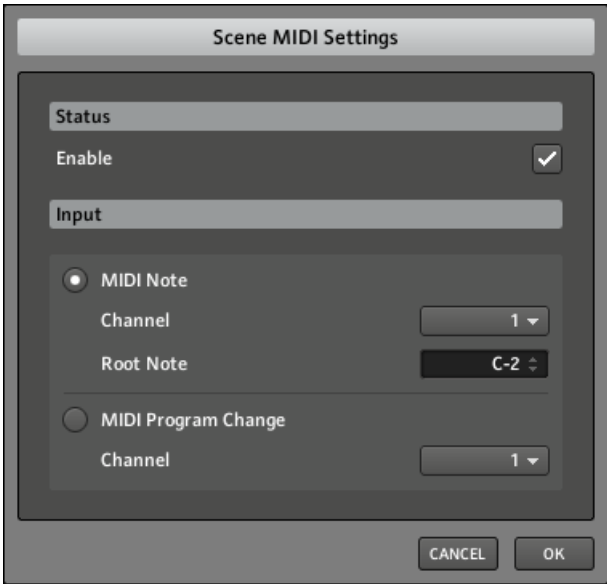 Scene MIDI Settings
Status
Enable
Input
MIDI Note
Channel 1
Root Note C-2
MIDI Program Change
Channel 1
CANCEL OK